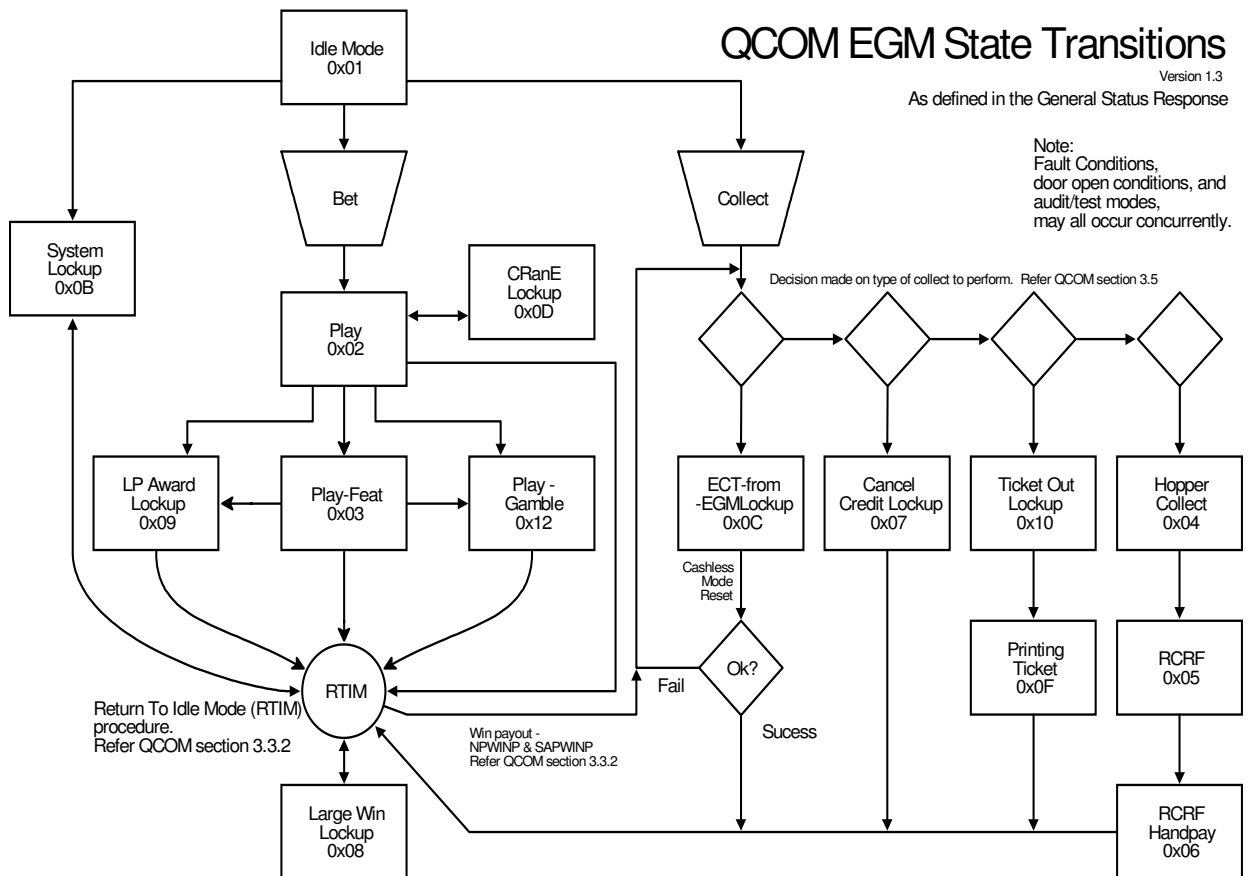 QCOM EGM State Transitions
Version 1.3
As defined in the General Status Response
Note:
Fault Conditions,
door open conditions, and
audit/test modes,
may all occur concurrently.
Idle Mode
0x01
Bet
Collect
System
Lockup
0x0B
CRanE
Lockup
0x0D
Play
0x02
Decision made on type of collect to perform. Refer QCOM section 3.5
LP Award
Lockup
0x09
Play-Feat
0x03
Play -
Gamble
0x12
ECT-from
-EGMLockup
0x0C
Cancel
Credit Lockup
0x07
Ticket Out
Lockup
0x10
Hopper
Collect
0x04
Cashless
Mode
Reset
Ok?
Fail
Sucess
Printing
Ticket
0x0F
RCRF
0x05
RTIM
Return To Idle Mode (RTIM)
procedure.
Refer QCOM section 3.3.2
Win payout -
NPWINP & SAPWINP
Refer QCOM section 3.3.2
Large Win
Lockup
0x08
RCRF
Handpay
0x06